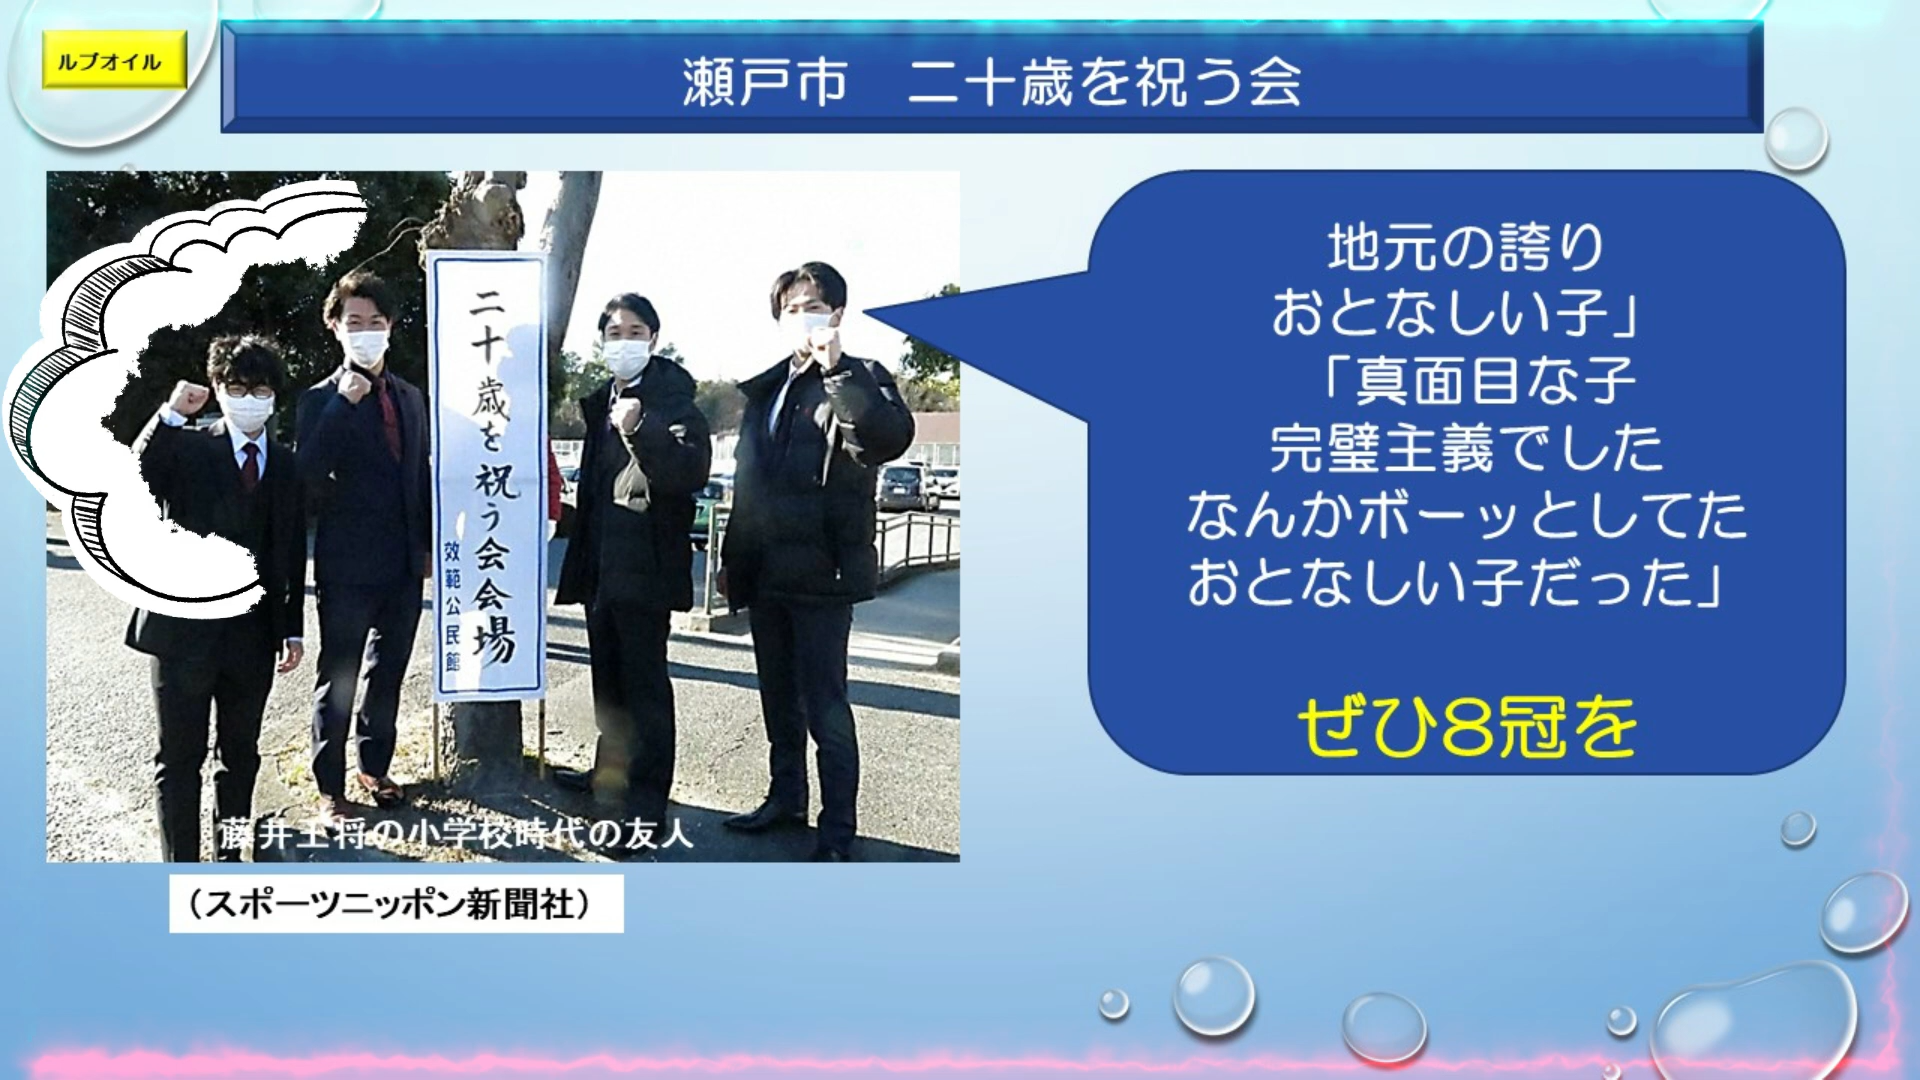 ルブオイル
瀬戸市　二十歳を祝う会
二十歳を祝う会会場
効範公民館
地元の誇り
おとなしい子」
「真面目な子
完璧主義でした
なんかボーッとしてた
おとなしい子だった」
ぜひ8冠を
藤井王将の小学校時代の友人
（スポーツニッポン新聞社）